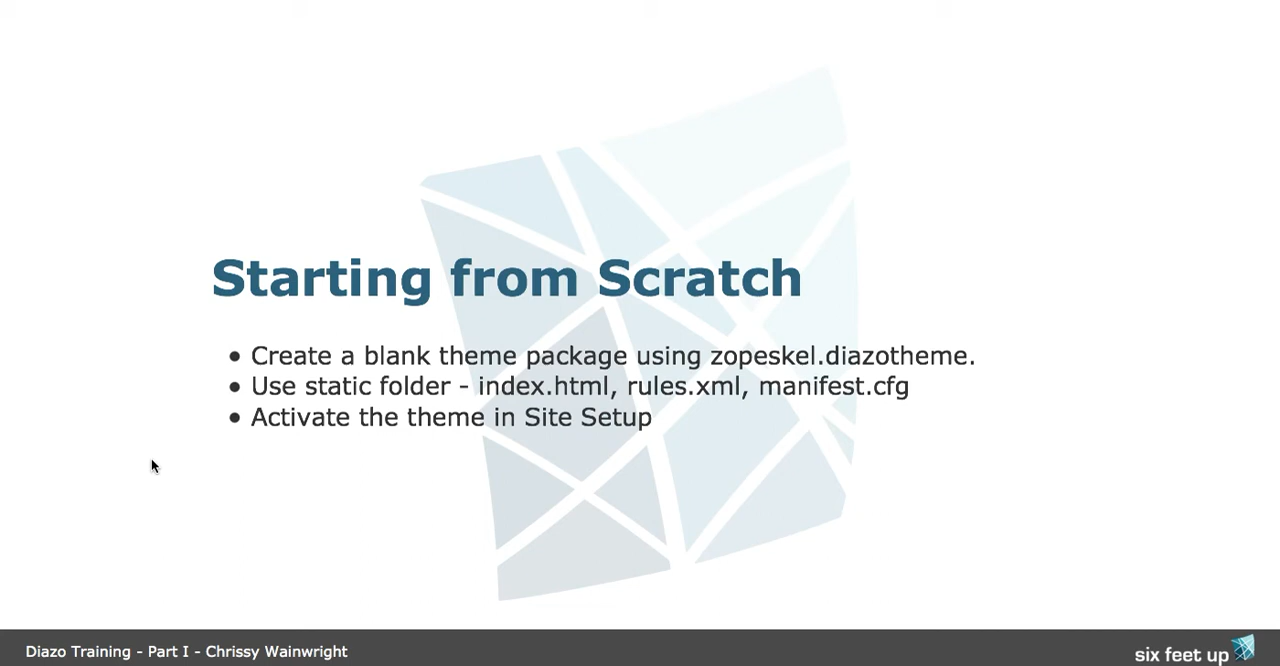 Starting from Scratch
• Create a blank theme package using zopeskel.diazotheme.
• Use static folder - index.html, rules.xml, manifest.cfg
• Activate the theme in Site Setup
Diazo Training - Part I - Chrissy Wainwright
six feet up